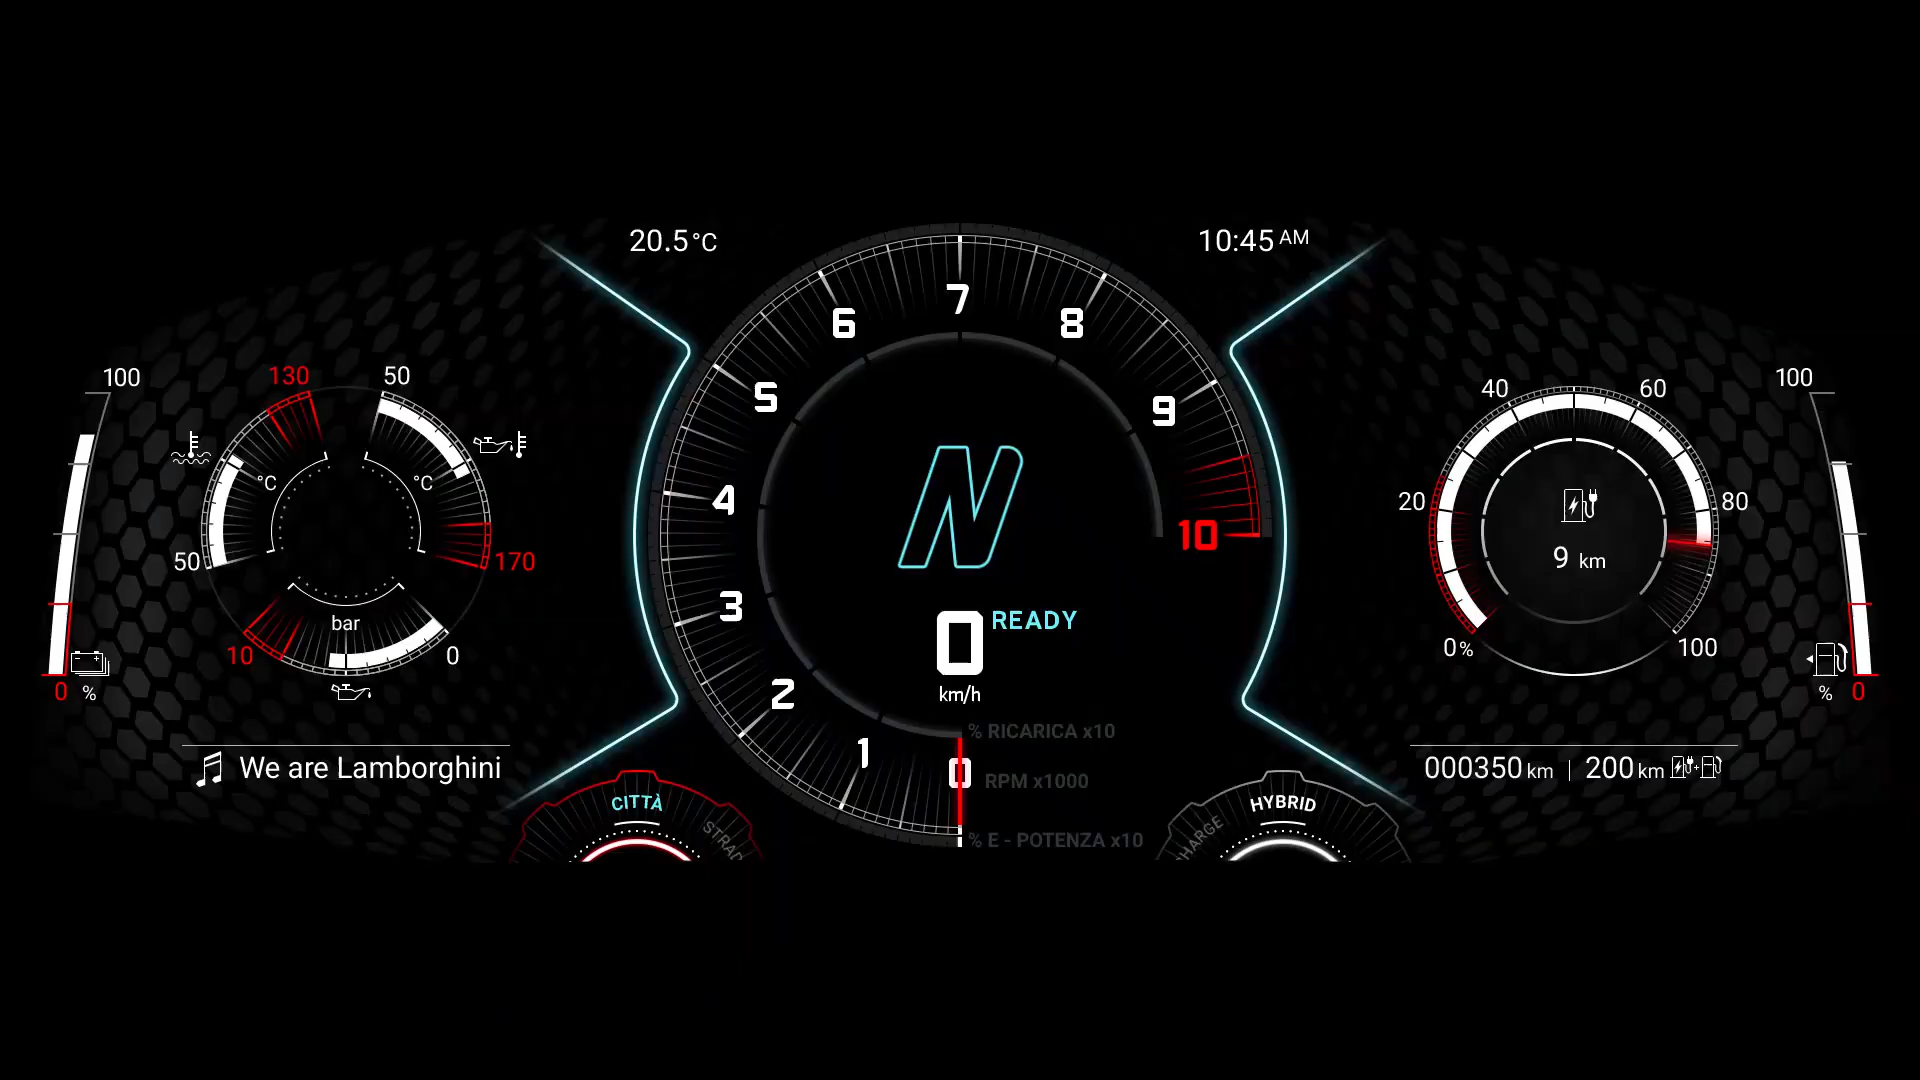 20.5°C
10:45 AM
100
130
50
°C
°C
50
170
bar
10
0
0 %
We are Lamborghini
7
6
8
5
9
4
10
3
2
1
0
N
READY
0
km/h
% RICARICA x10
RPM x1000
% E - POTENZA x10
CITTÀ
STRAD
HYBRID
CHARGE
40
60
20
80
9 km
0%
100
100
% 0
000350 km | 200 km